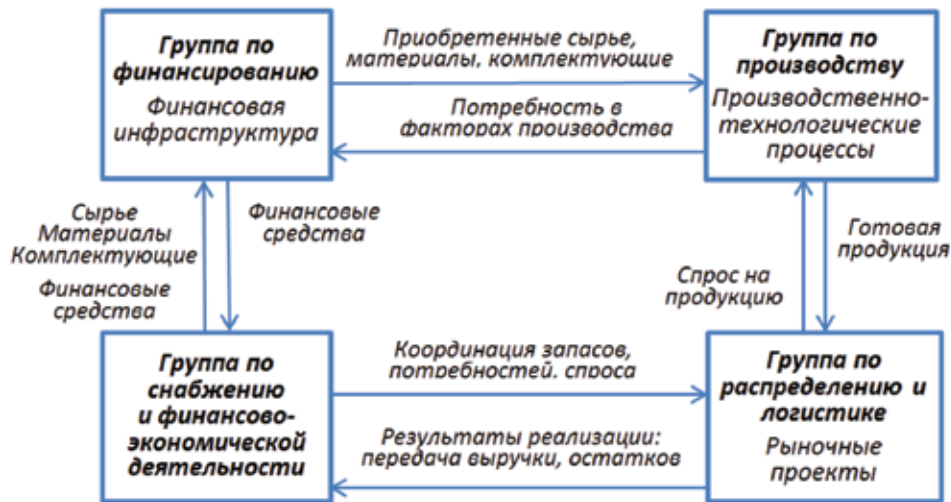 Группа по
финансированию
Финансовая
инфраструктура
Приобретенные сырье,
материалы, комплектующие
Потребность в
факторах производства
Группа по
производству
Производственно-
технологические
процессы
Сырье
Материалы
Комплектующие
Финансовые
средства
Финансовые
средства
Спрос на
продукцию
Готовая
продукция
Группа по
снабжению
и финансово-
экономической
деятельности
Координация запасов,
потребностей, спроса
Результаты реализации:
передача выручки, остатков
Группа по
распределению и
логистике
Рыночные
проекты